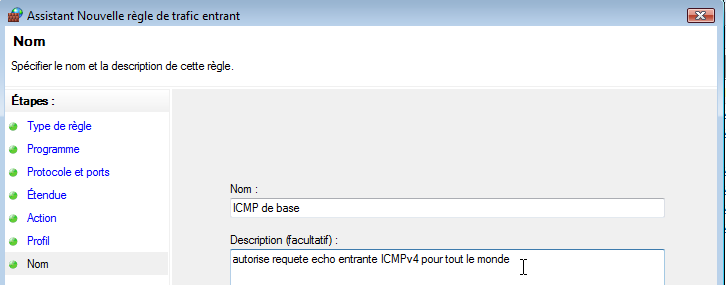 Assistant Nouvelle règle de trafic entrant
Nom
Spécifier le nom et la description de cette règle.
Étapes :
Type de règle
Programme
Protocole et ports
Étendue
Action
Profil
Nom
Nom :
ICMP de base
Description (facultatif) :
autorise requete echo entrante ICMPv4 pour tout le monde